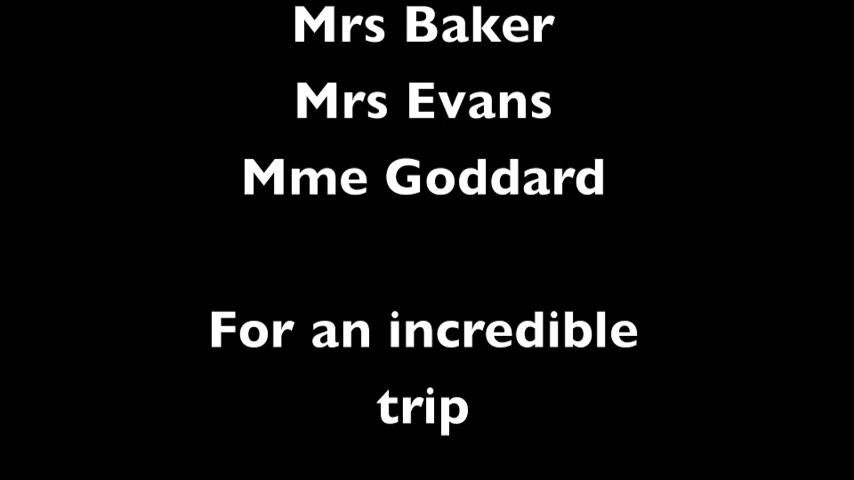 Mrs Baker
Mrs Evans
Mme Goddard
For an incredible
trip